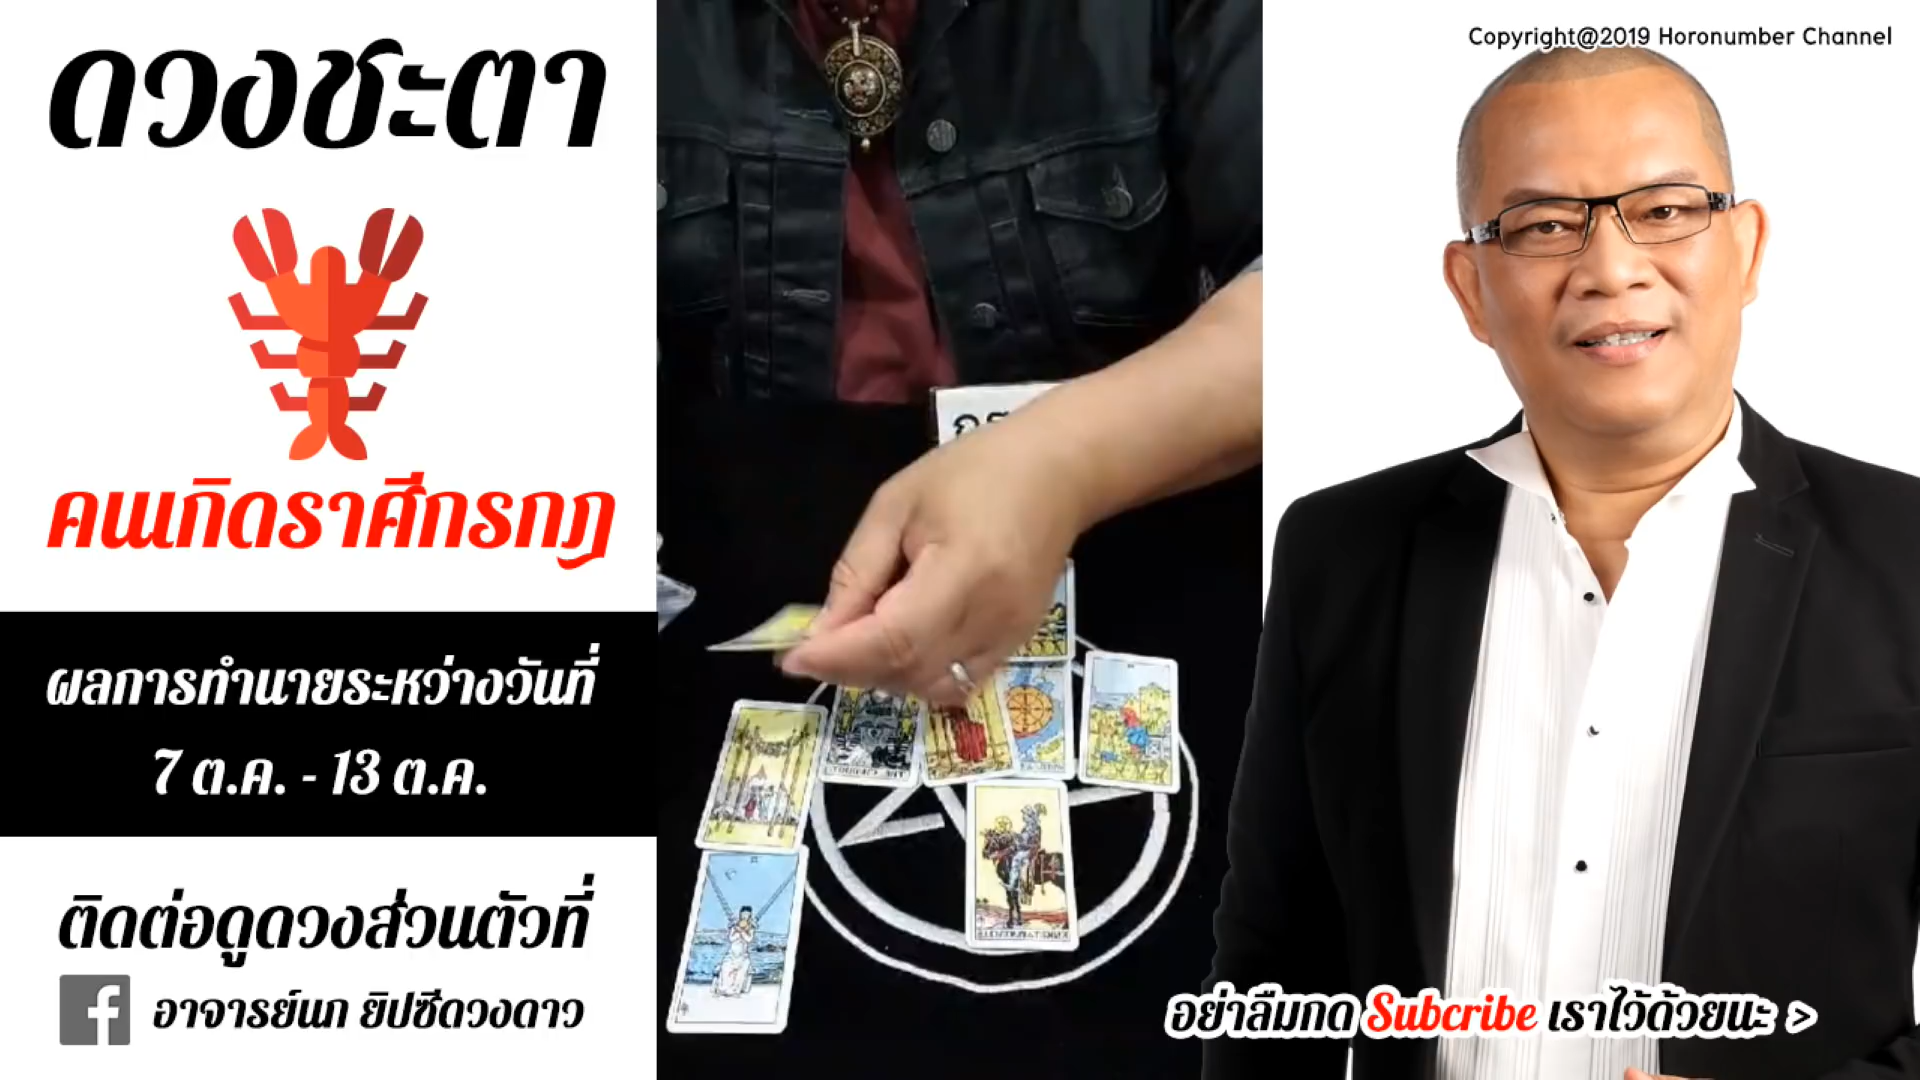 ดวงชะตา
คนเกิดราศีกรกฎ
ผลการทำนายระหว่างวันที่
7 ต.ค. - 13 ต.ค.
ติดต่อดูดวงส่วนตัวที่
อาจารย์นภ ยิปซีดวงดาว
Copyright@2019 Horonumber Channel
อย่าลืมกด Subcribe เราไว้ด้วยนะ >